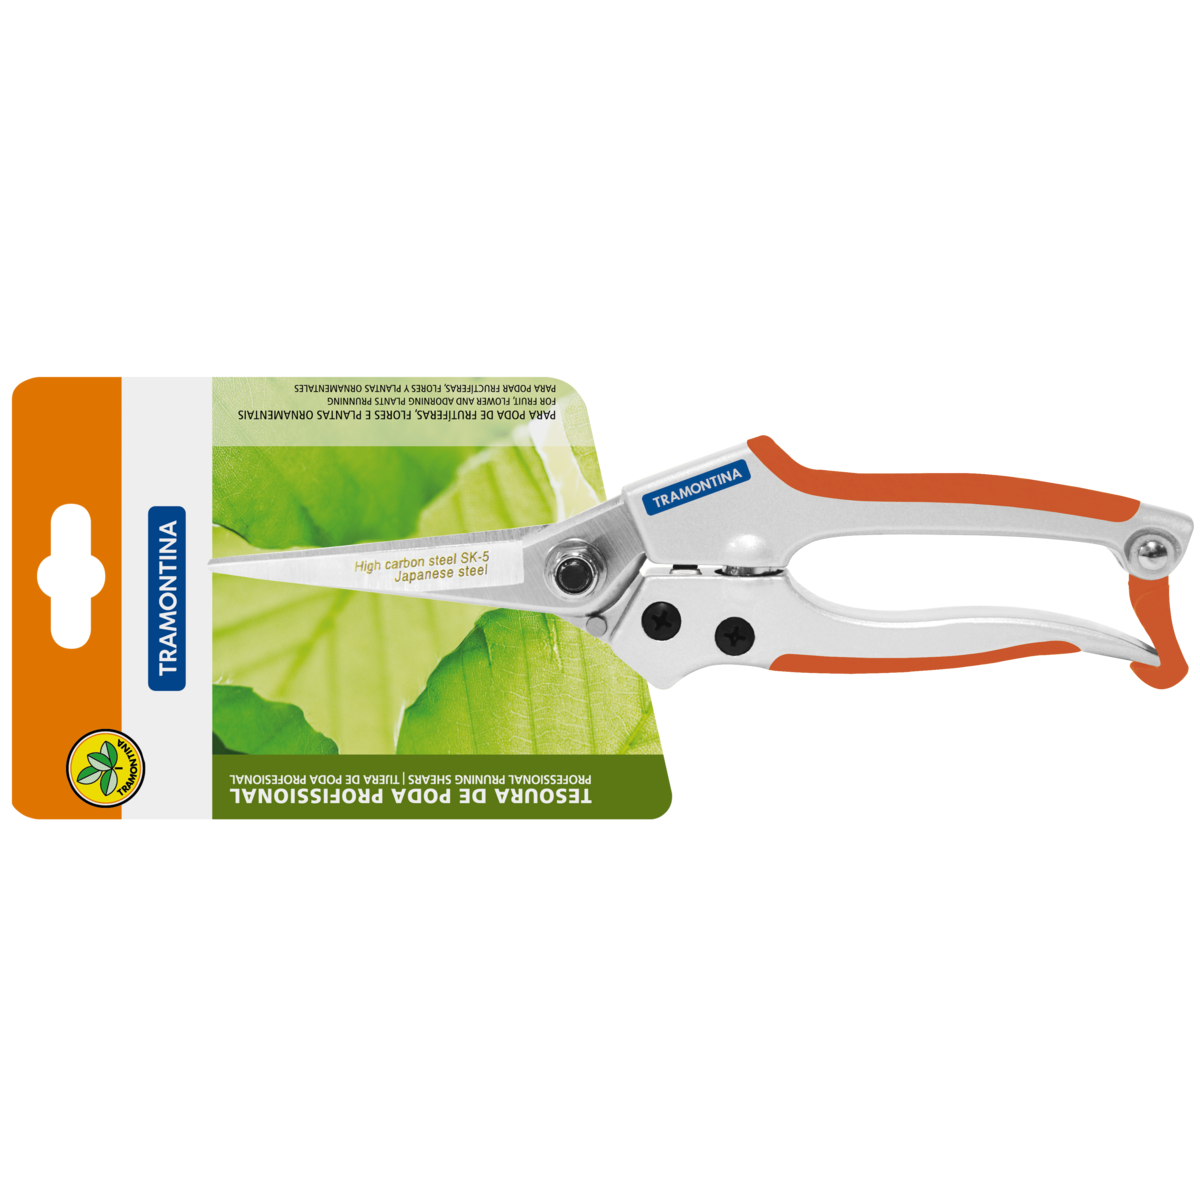 TRAMONTINA
TRAMONTINA
High carbon steel SK-5
Japanese steel
TRAMONTINA
TESOURA DE PODA PROFISSIONAL
PROFESSIONAL PRUNING SHEARS | TIJERA DE PODA PROFESIONAL
PARA PODA DE FRUTÍFERAS, FLORES E PLANTAS ORNAMENTAIS
FOR FRUIT, FLOWER AND ADORNING PLANTS PRUNNING
PARA PODAR FRUCTÍFERAS, FLORES Y PLANTAS ORNAMENTALES